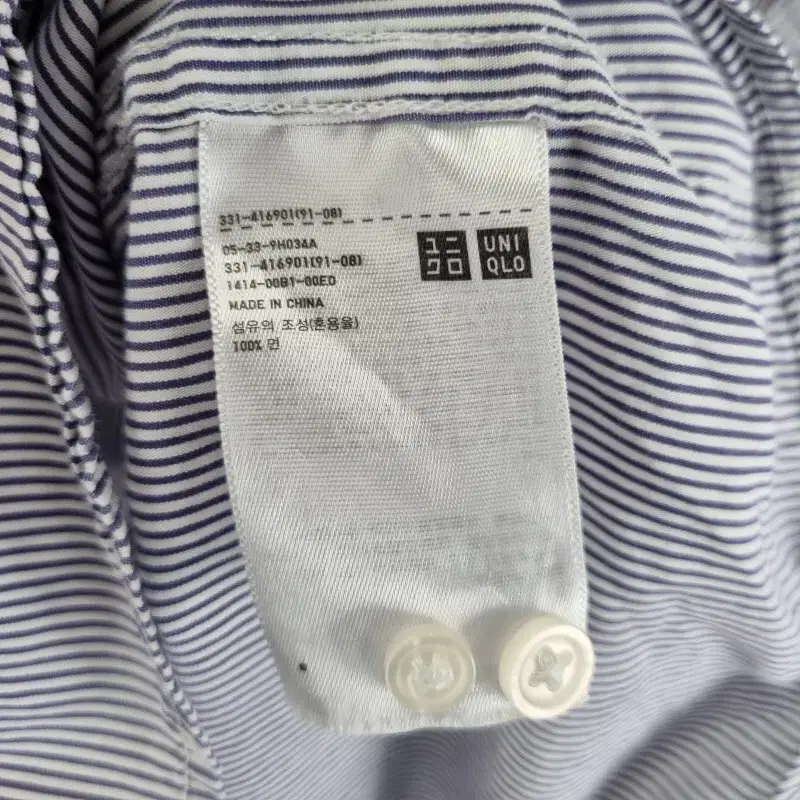 331-416901(91-08)
05-33-9H034A
331-416901(91-08)
1414-00B1-00ED
MADE IN CHINA
섬유의 조성(혼용율)
100% 면
ユニ
クロ
UNI
QLO